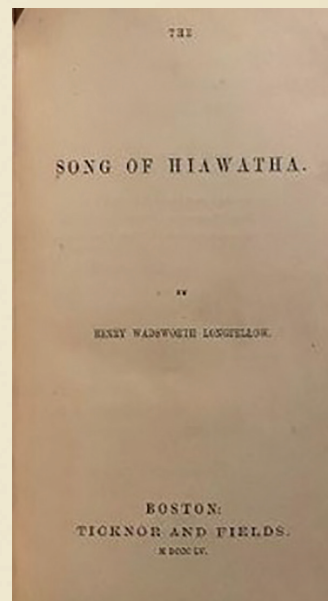 THE
SONG OF HIAWATHA.
BY
HENRY WADSWORTH LONGFELLOW.
BOSTON:
TICKNOR AND FIELDS.
M DCCC LV.